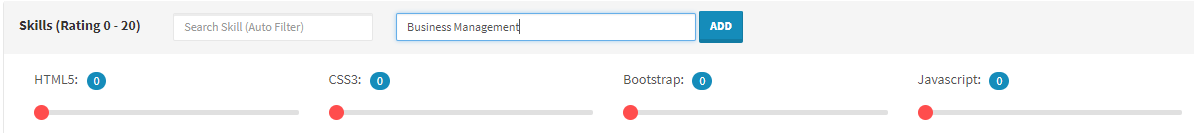 Skills (Rating 0 - 20) Search Skill (Auto Filter) Business Management ADD
HTML5: 0 CSS3: 0 Bootstrap: 0 Javascript: 0